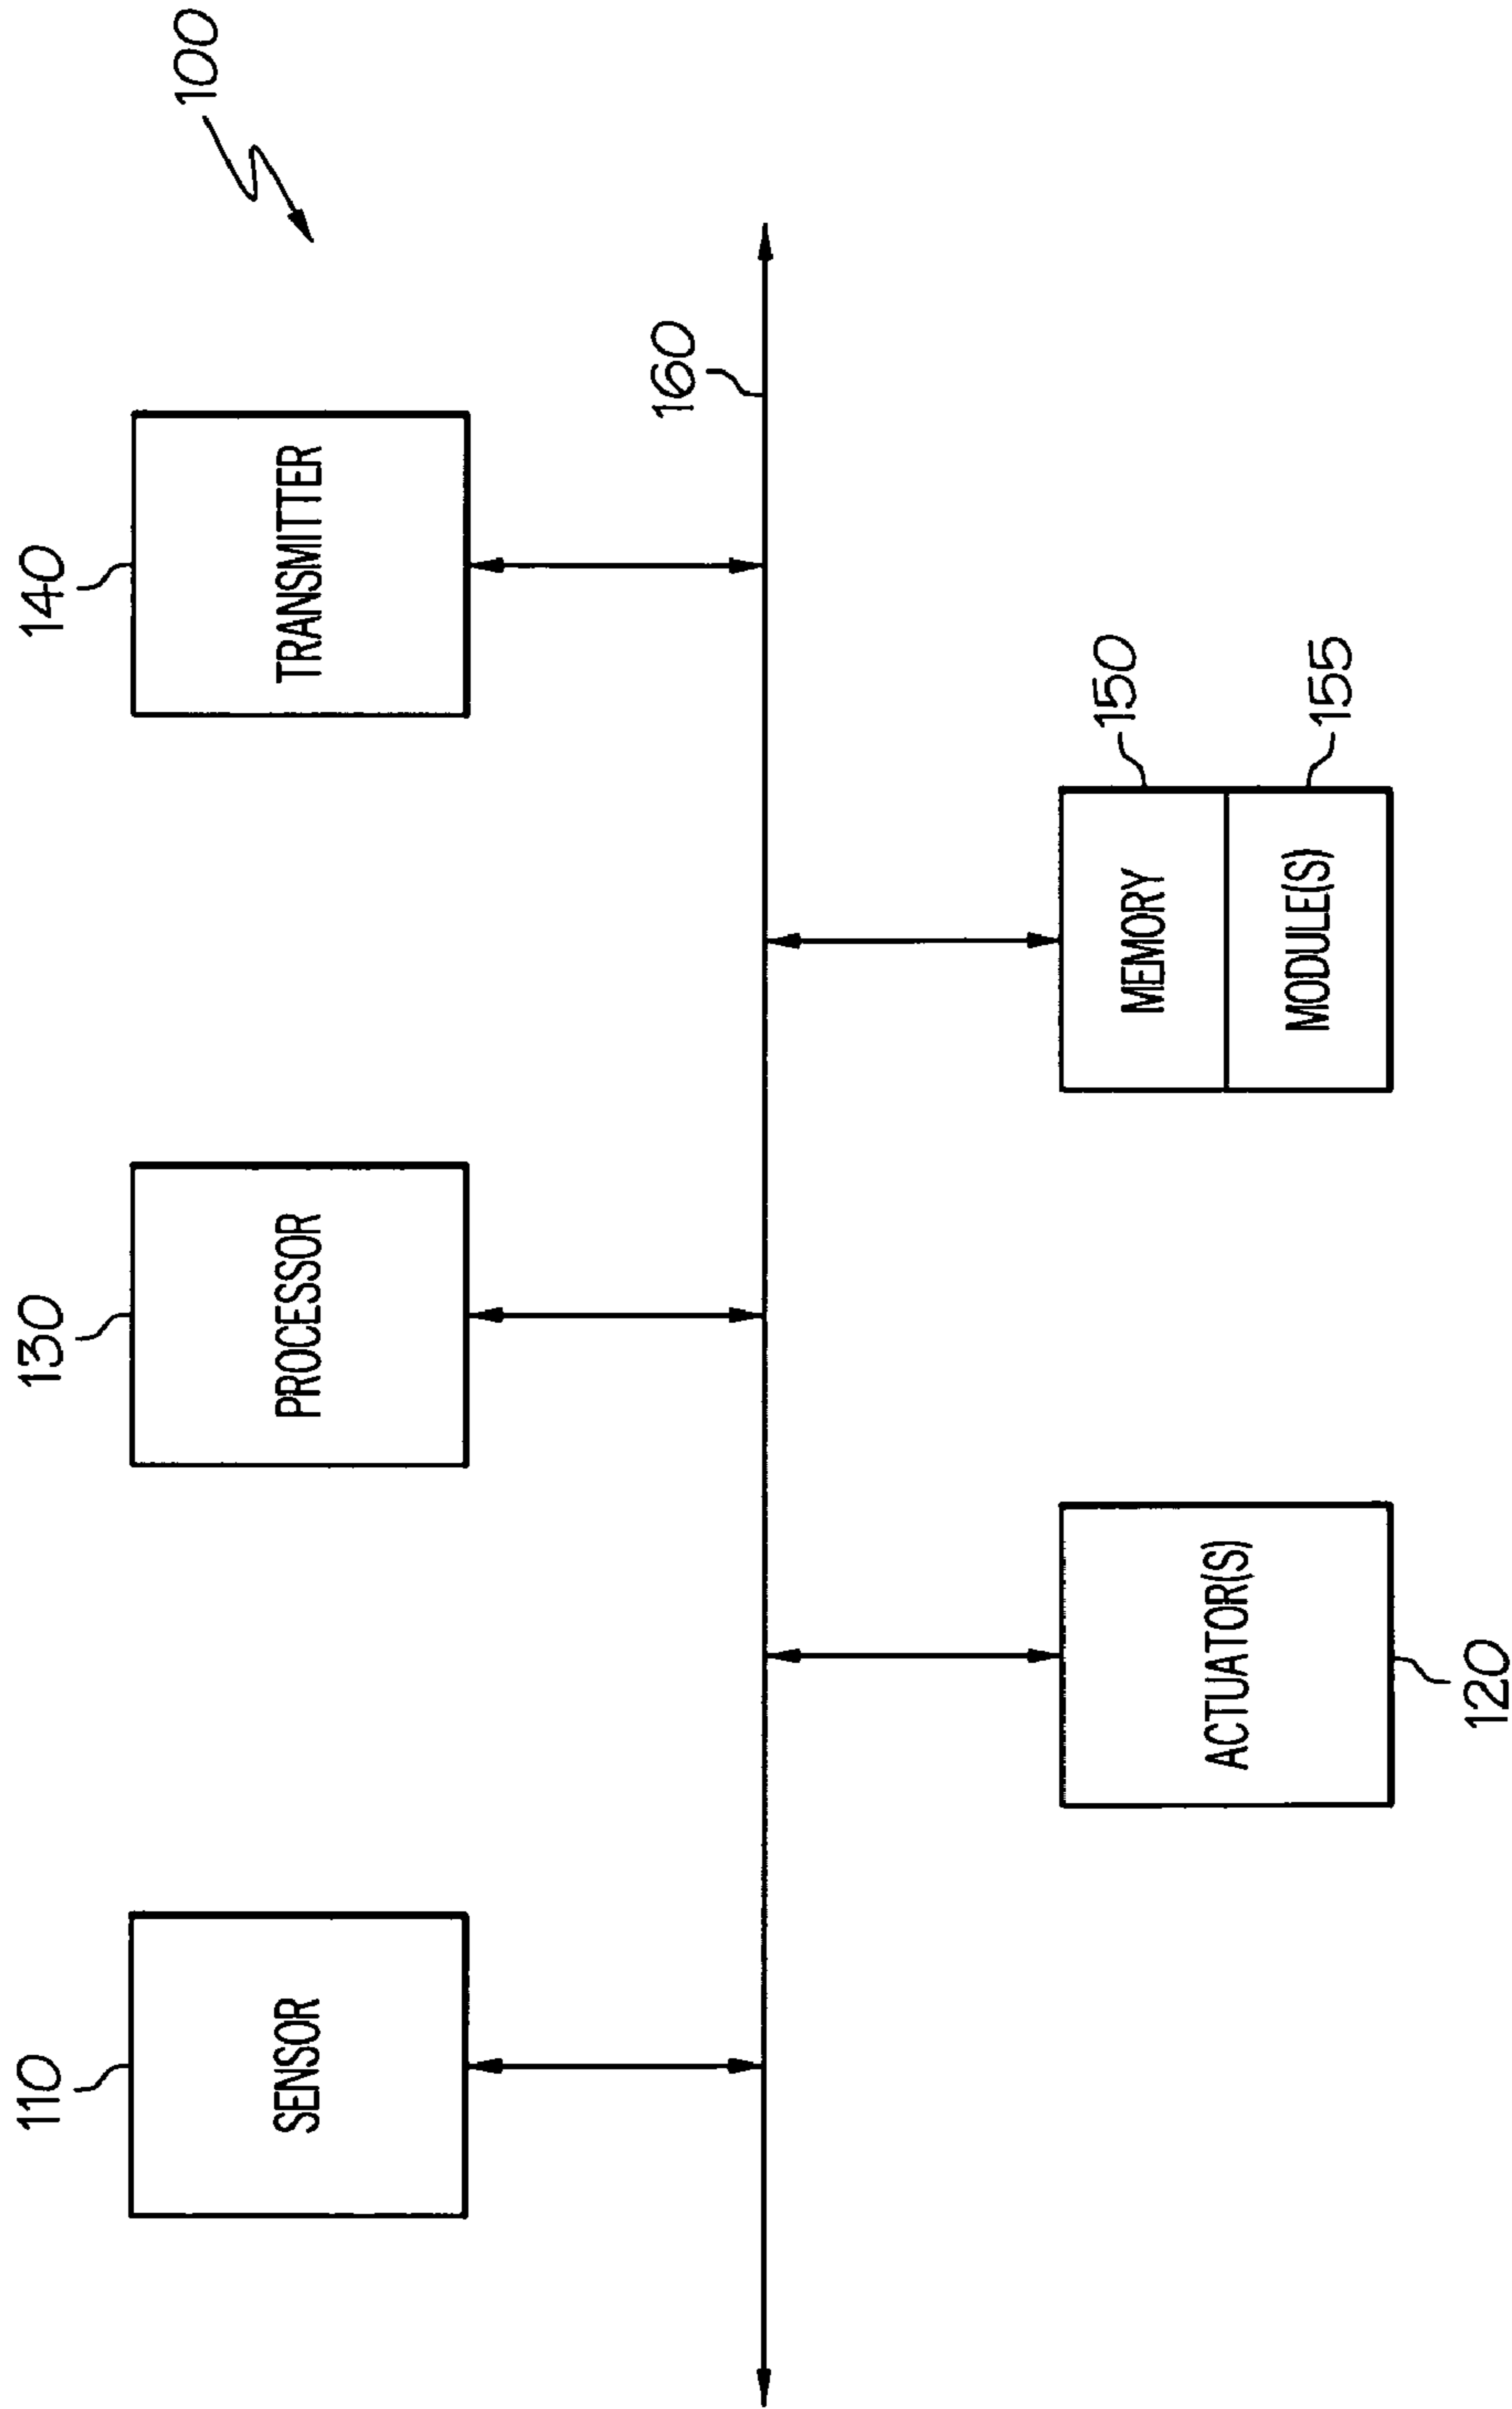 100
110
130
140
SENSOR
PROCESSOR
TRANSMITTER
160
150
MEMORY
ACTUATOR(S)
MODULE(S)
155
120